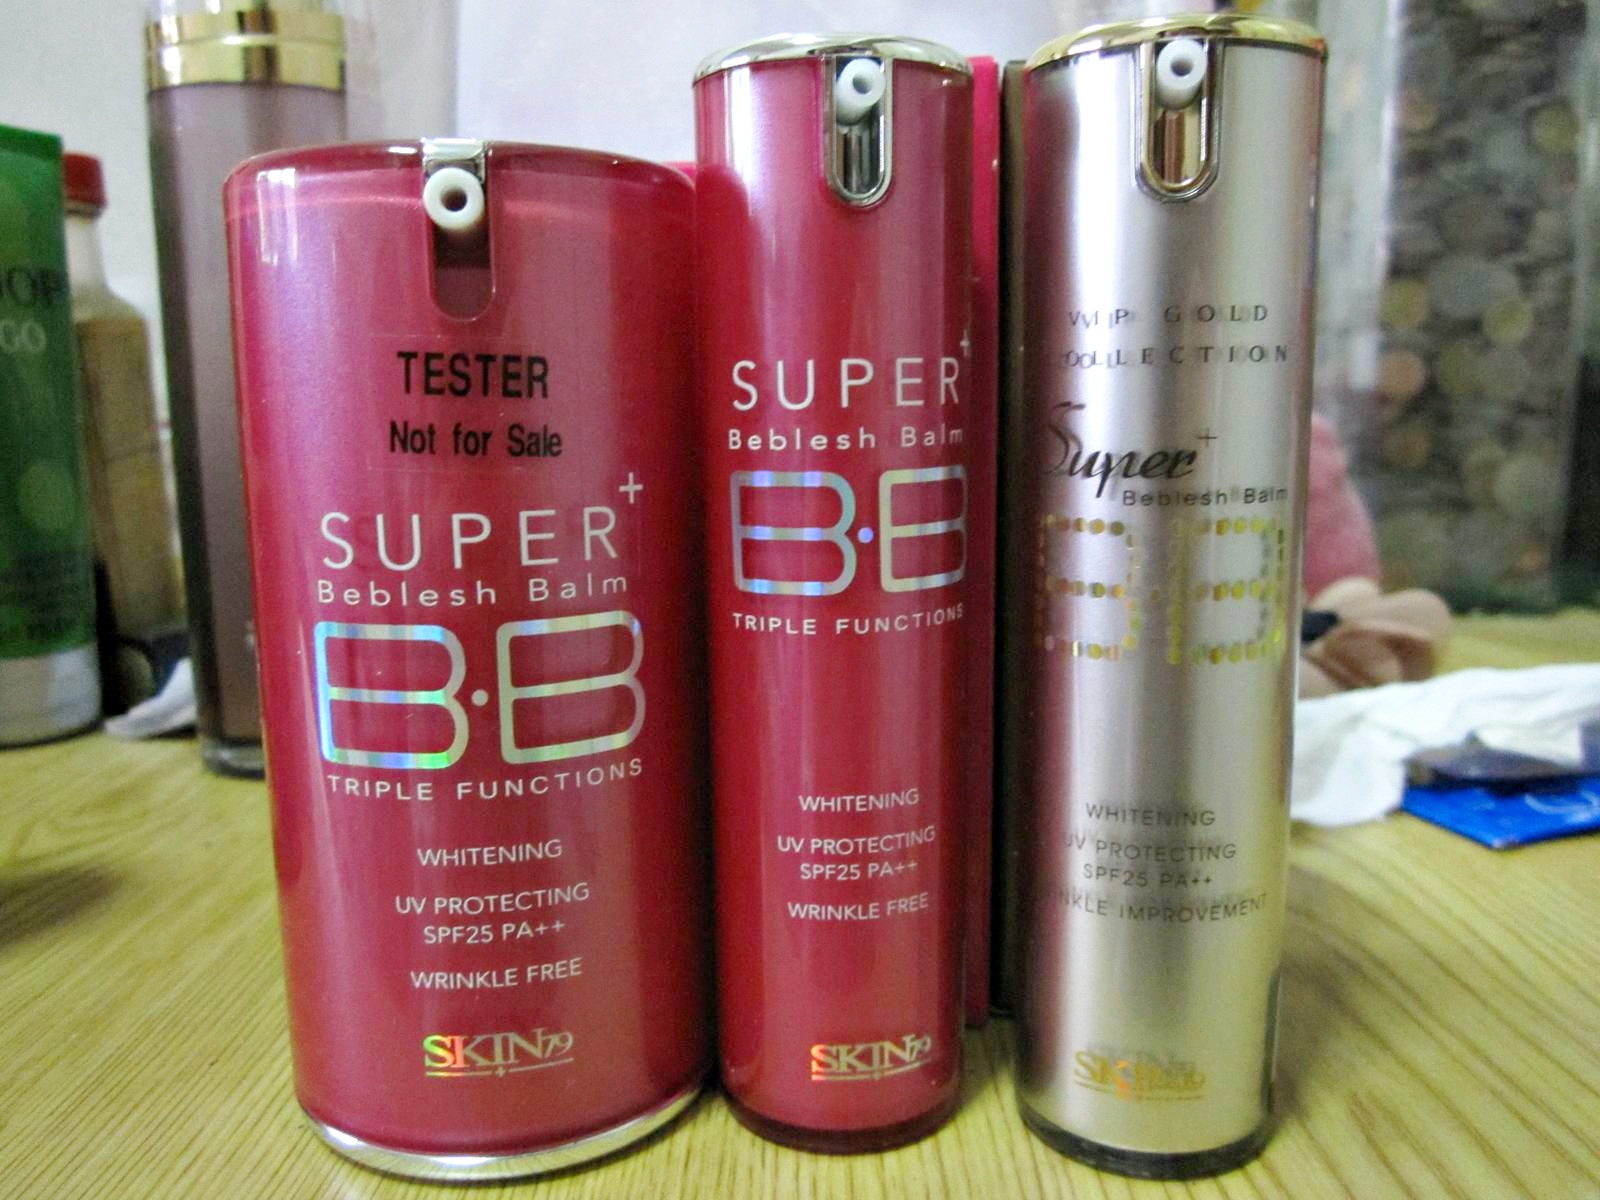 TESTER
Not for Sale
SUPER+
Beblesh Balm
B·B
TRIPLE FUNCTIONS
WHITENING
UV PROTECTING
SPF25 PA++
WRINKLE FREE
SKIN79
SUPER+
Beblesh Balm
B·B
TRIPLE FUNCTIONS
WHITENING
UV PROTECTING
SPF25 PA++
WRINKLE FREE
SKIN79
VIP GOLD
COLLECTION
Super+
Beblesh Balm
BB
WHITENING
UV PROTECTING
SPF25 PA++
IMPROVEMENT
SKIN79